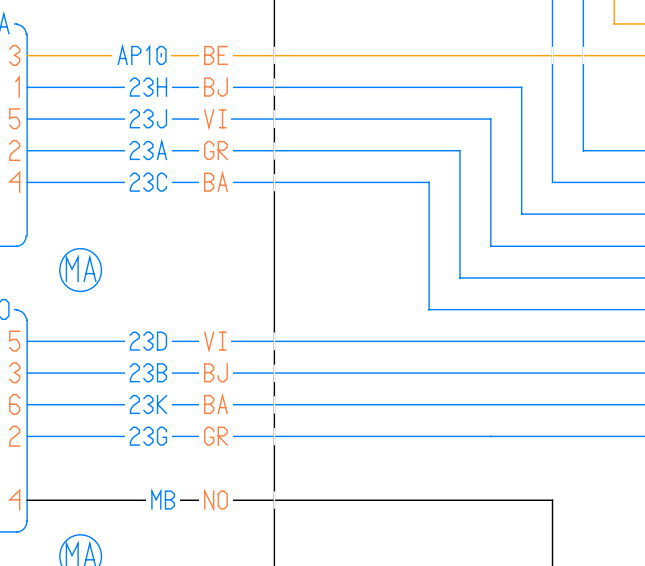 A
3 AP10 BE
1 23H BJ
5 23J VI
2 23A GR
4 23C BA
MA
5 23D VI
3 23B BJ
6 23K BA
2 23G GR
4 MB NO
MA